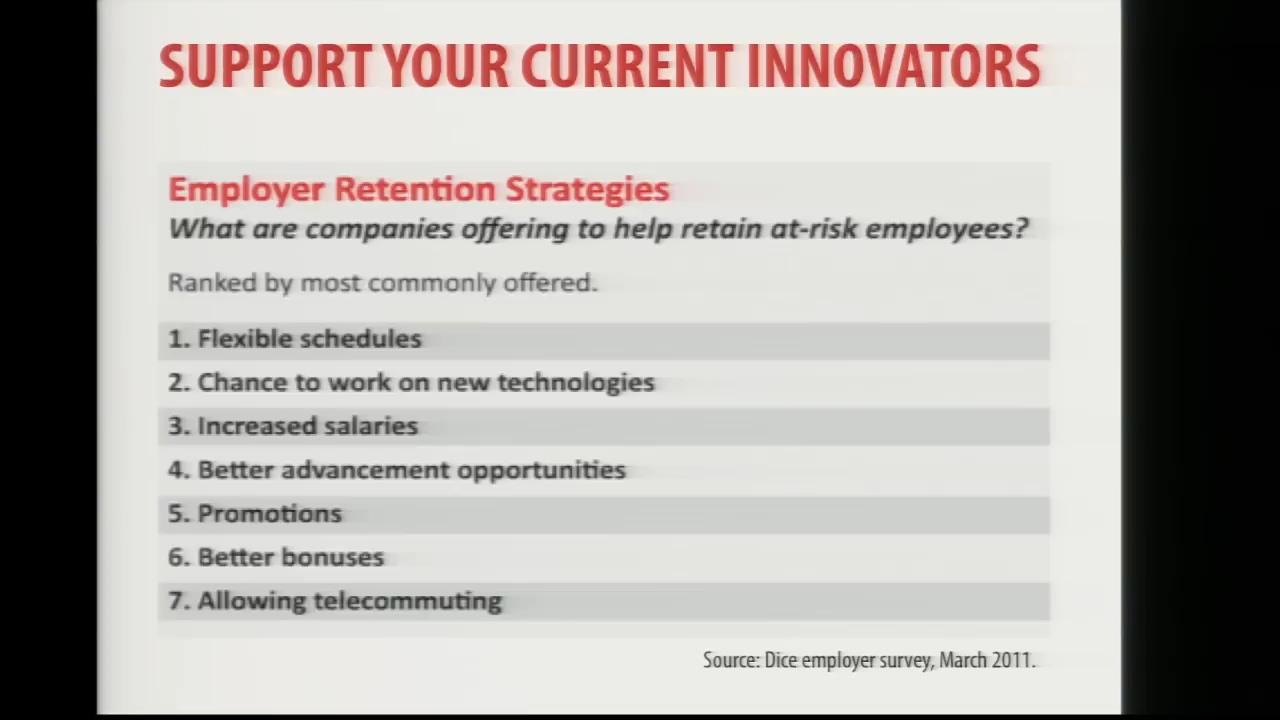 SUPPORT YOUR CURRENT INNOVATORS
Employer Retention Strategies
What are companies offering to help retain at-risk employees?
Ranked by most commonly offered.
1. Flexible schedules
2. Chance to work on new technologies
3. Increased salaries
4. Better advancement opportunities
5. Promotions
6. Better bonuses
7. Allowing telecommuting
Source: Dice employer survey, March 2011.